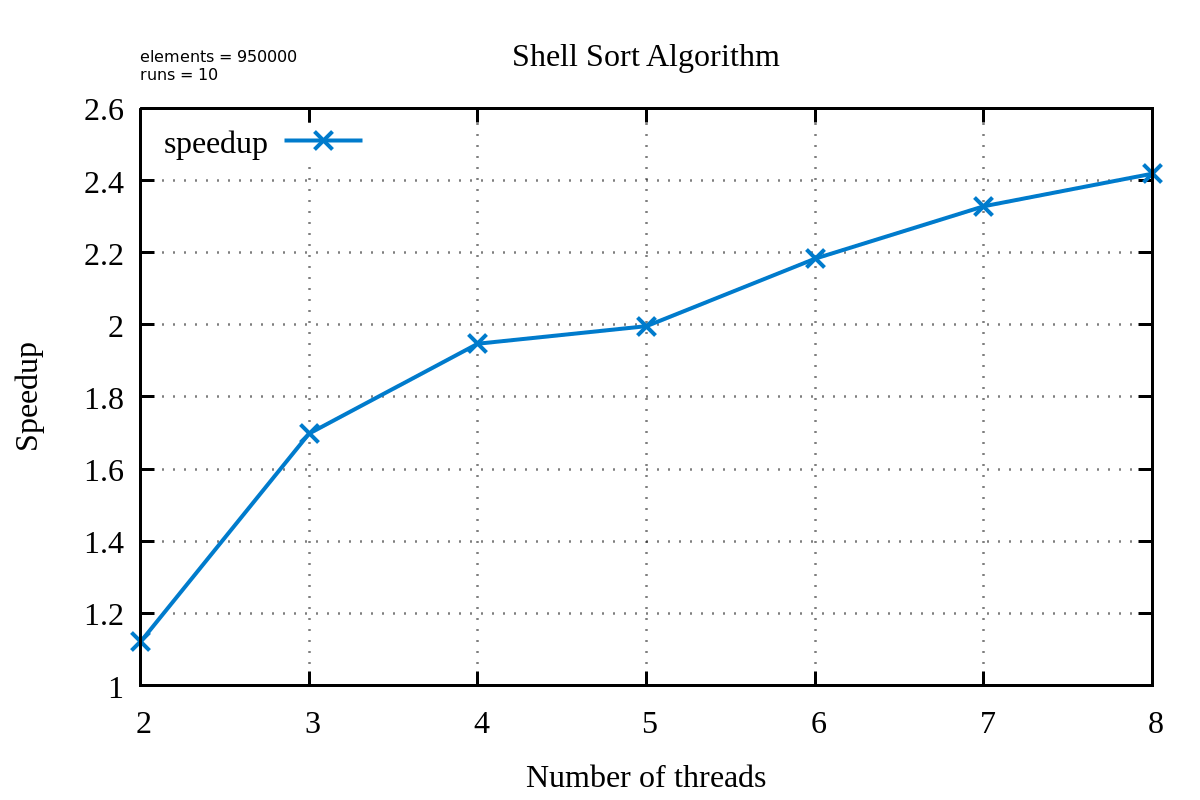 elements = 950000
runs = 10
Shell Sort Algorithm
speedup
2.6
2.4
2.2
2
1.8
1.6
1.4
1.2
1
Speedup
2 3 4 5 6 7 8
Number of threads